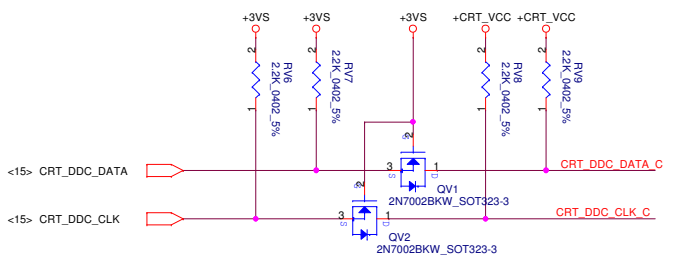 +3VS +3VS +3VS +CRT_VCC +CRT_VCC
2 2 2 2
RV6
2.2K_0402_5%
RV7
2.2K_0402_5%
RV8
2.2K_0402_5%
RV9
2.2K_0402_5%
1 1 1 1
2
G
<15> CRT_DDC_DATA 3 S 1 D CRT_DDC_DATA_C
QV1
2N7002BKW_SOT323-3
2
G
<15> CRT_DDC_CLK 3 S 1 D CRT_DDC_CLK_C
QV2
2N7002BKW_SOT323-3